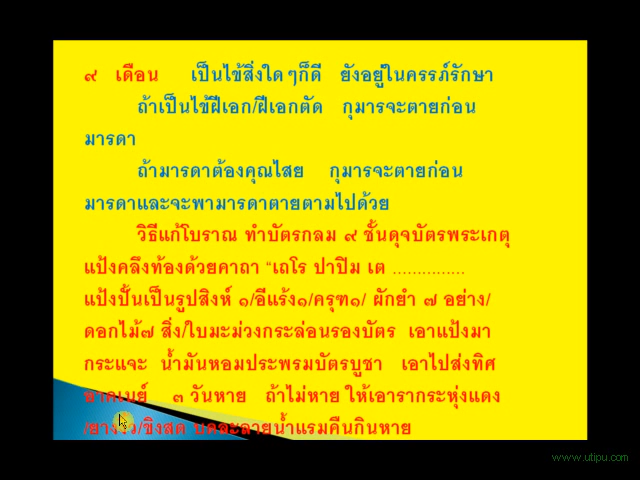 ๙ เดือน เป็นไข้สิ่งใดๆก็ดี ยังอยู่ในครรภ์รักษา
ถ้าเป็นไข้ฝีเอก/ฝีเอกตัด กุมารจะตายก่อน
มารดา
ถ้ามารดาต้องคุณไสย กุมารจะตายก่อน
มารดาและจะพามารดาตายตามไปด้วย
วิธีแก้โบราณ ทำบัตรกลม ๙ ชั้นดุจบัตรพระเกตุ
แป้งคลึงท้องด้วยคาถา “เถโร ปาปิม เต ...............
แป้งปั้นเป็นรูปสิงห์ ๑/อีแร้ง๑/ครุฑ๑/ ผักยำ ๗ อย่าง/
ดอกไม้๗ สิ่ง/ใบมะม่วงกระล่อนรองบัตร เอาแป้งมา
กระแจะ น้ำมันหอมประพรมบัตรบูชา เอาไปส่งทิศ
อาคเนย์ ๓ วันหาย ถ้าไม่หาย ให้เอารากระหุ่งแดง
/ยางงิ้ว/ขิงสด บดละลายน้ำแรมคืนกินหาย
www.utipu.com